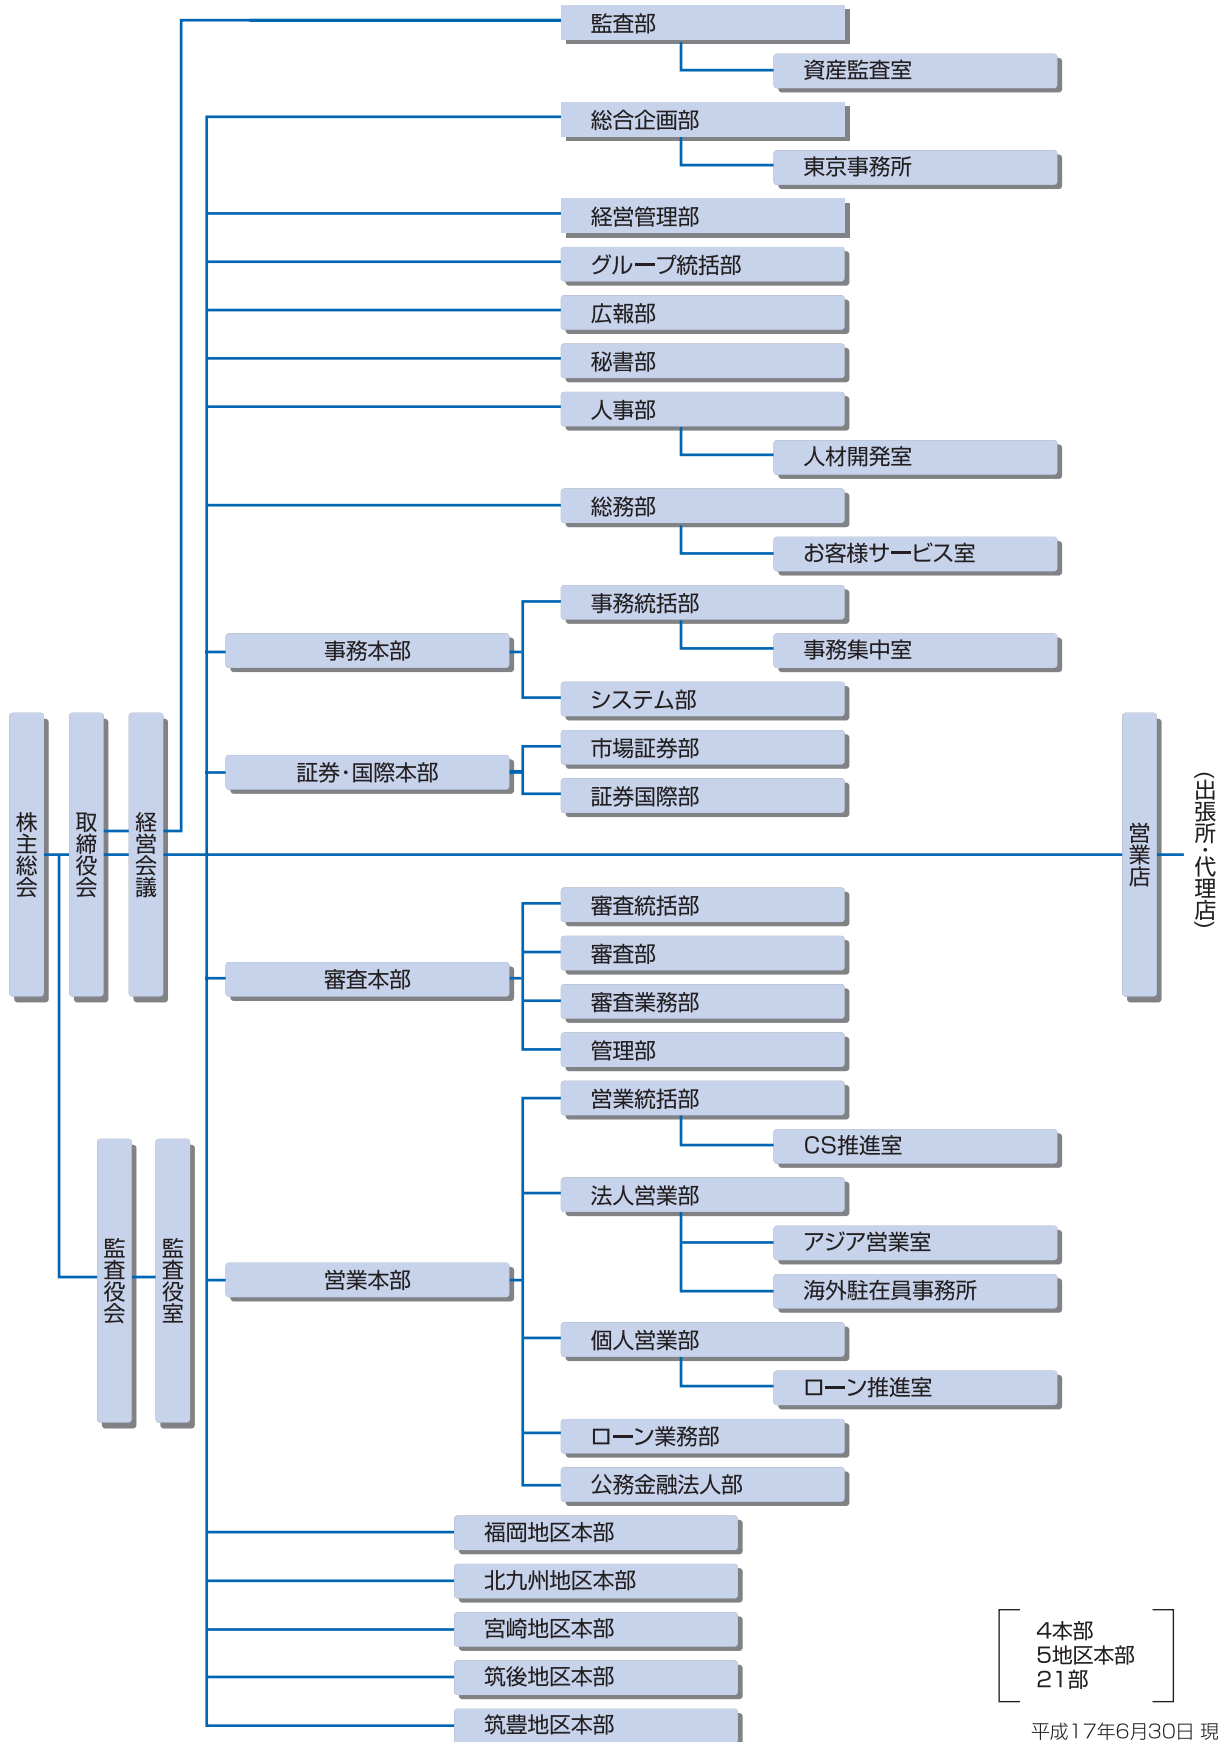 監査部
資産監査室
総合企画部
東京事務所
経営管理部
グループ統括部
広報部
秘書部
人事部
人材開発室
総務部
お客様サービス室
事務統括部
事務本部
事務集中室
システム部
市場証券部
証券・国際本部
証券国際部
株主総会
取締役会
経営会議
営業店
(出張所・代理店)
審査統括部
審査部
審査本部
審査業務部
管理部
営業統括部
CS推進室
法人営業部
アジア営業室
監査役会
監査役室
営業本部
海外駐在員事務所
個人営業部
ローン推進室
ローン業務部
公務金融法人部
福岡地区本部
北九州地区本部
宮崎地区本部
筑後地区本部
筑豊地区本部
4本部
5地区本部
21部
平成17年6月30日 現